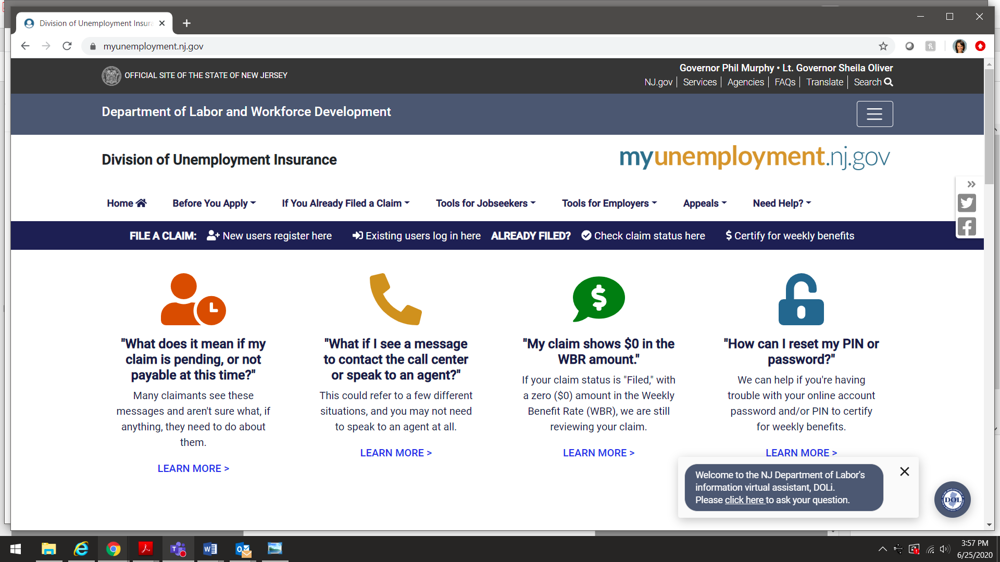 Division of Unemployment Insura
myunemployment.nj.gov
OFFICIAL SITE OF THE STATE OF NEW JERSEY
Governor Phil Murphy • Lt. Governor Sheila Oliver
NJ.gov | Services | Agencies | FAQs | Translate | Search
Department of Labor and Workforce Development
Division of Unemployment Insurance
myunemployment.nj.gov
Home Before You Apply If You Already Filed a Claim Tools for Jobseekers Tools for Employers Appeals Need Help?
FILE A CLAIM: New users register here Existing users log in here ALREADY FILED? Check claim status here $ Certify for weekly benefits
$
"What does it mean if my
claim is pending, or not
payable at this time?"
Many claimants see these
messages and aren't sure what, if
anything, they need to do about
them.
LEARN MORE >
"What if I see a message
to contact the call center
or speak to an agent?"
This could refer to a few different
situations, and you may not need
to speak to an agent at all.
LEARN MORE >
"My claim shows $0 in the
WBR amount."
If your claim status is "Filed," with
a zero ($0) amount in the Weekly
Benefit Rate (WBR), we are still
reviewing your claim.
LEARN MORE >
"How can I reset my PIN or
password?"
We can help if you're having
trouble with your online account
password and/or PIN to certify
for weekly benefits.
LEARN MORE >
Welcome to the NJ Department of Labor's
information virtual assistant, DOLi.
Please click here to ask your question.
DOL
3:57 PM
6/25/2020